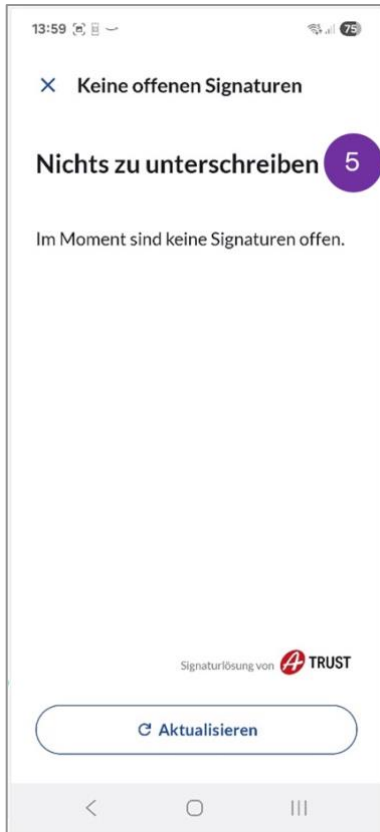 13:59
75
Keine offenen Signaturen
Nichts zu unterschreiben 5
Im Moment sind keine Signaturen offen.
Signaturlösung von A TRUST
Aktualisieren